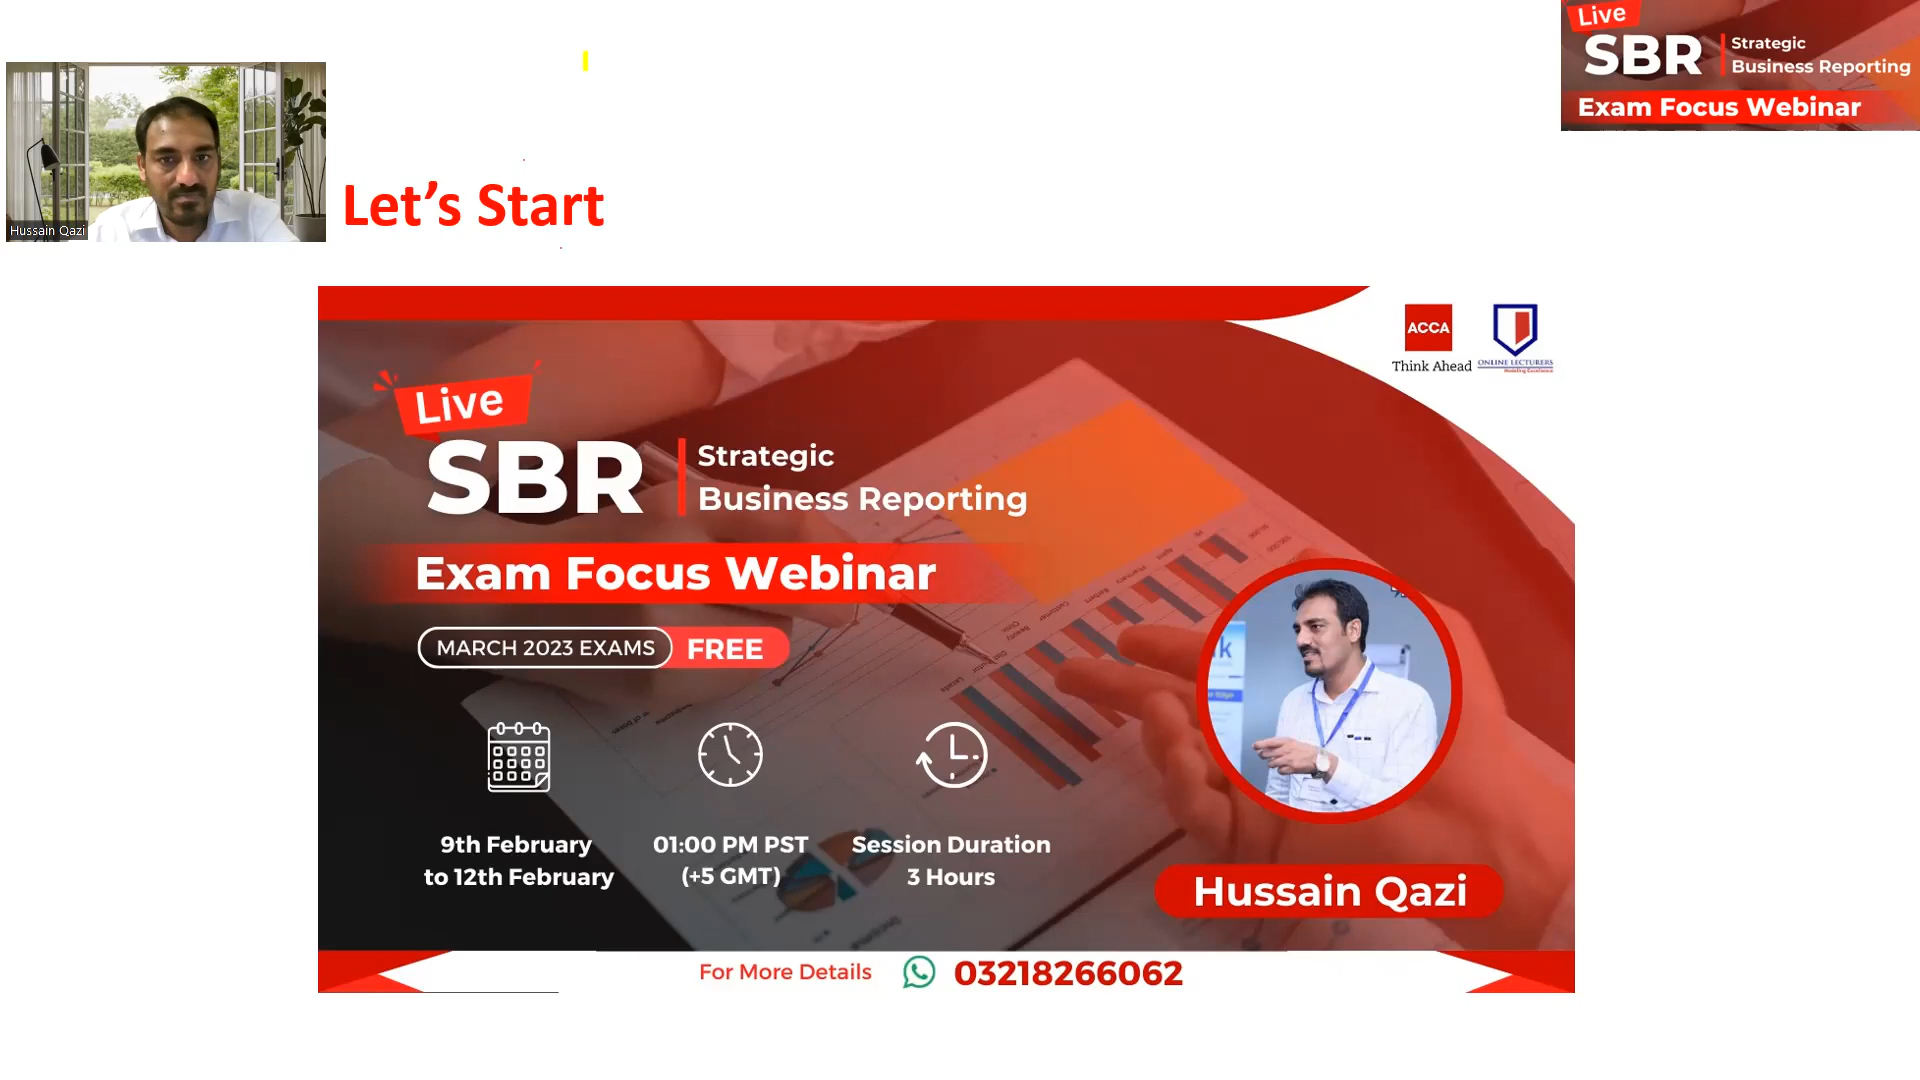 Live
SBR
Strategic
Business Reporting
Exam Focus Webinar
Hussain Qazi
Let’s Start
ACCA
Think Ahead
ONLINE LECTURERS
Modeling Excellence
Live
SBR
Strategic
Business Reporting
Exam Focus Webinar
MARCH 2023 EXAMS
FREE
9th February
to 12th February
01:00 PM PST
(+5 GMT)
Session Duration
3 Hours
Hussain Qazi
For More Details
03218266062